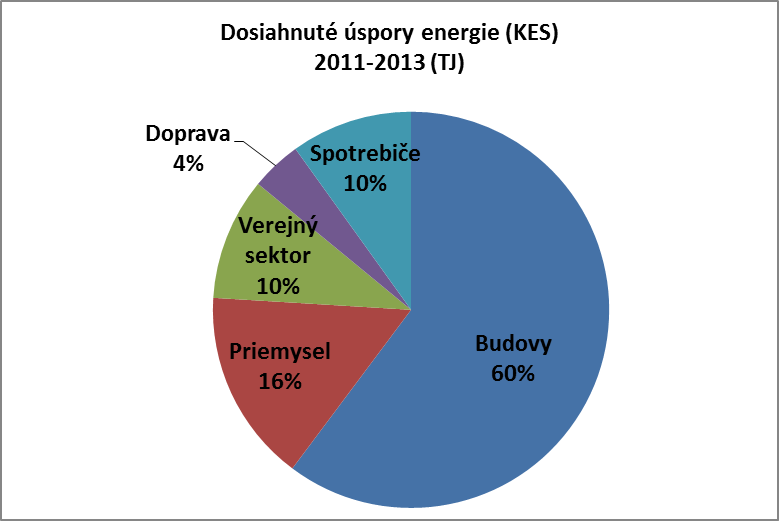 Dosiahnuté úspory energie (KES)
2011-2013 (TJ)
Doprava
4%
Spotrebiče
10%
Verejný
sektor
10%
Priemysel
16%
Budovy
60%